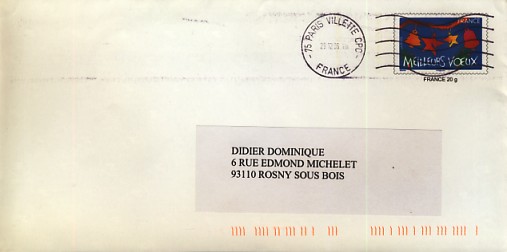 75 PARIS VILLETTE CPC
FRANCE
FRANCE
MEILLEURS VOEUX
FRANCE 20 g
DIDIER DOMINIQUE
6 RUE EDMOND MICHELET
93110 ROSNY SOUS BOIS